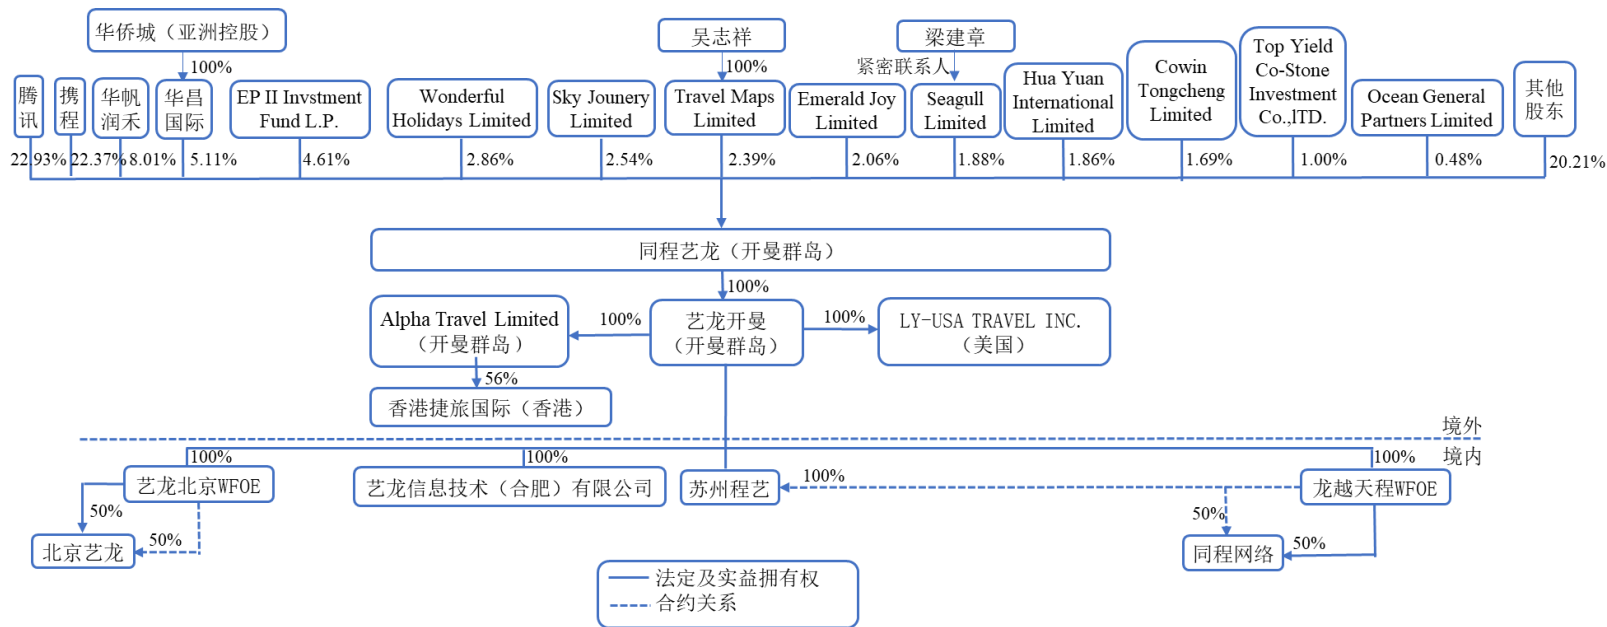 华侨城（亚洲控股）
吴志祥
梁建章
100%
100%
紧密联系人
腾讯
携程
华帆
润禾
华昌
国际
EP II Invstment
Fund L.P.
Wonderful
Holidays Limited
Sky Jounery
Limited
Travel Maps
Limited
Emerald Joy
Limited
Seagull
Limited
Hua Yuan
International
Limited
Cowin
Tongcheng
Limited
Top Yield
Co-Stone
Investment
Co.,lTD.
Ocean General
Partners Limited
其他
股东
22.93%
22.37%
8.01%
5.11%
4.61%
2.86%
2.54%
2.39%
2.06%
1.88%
1.86%
1.69%
1.00%
0.48%
20.21%
同程艺龙（开曼群岛）
100%
Alpha Travel Limited
（开曼群岛）
100%
艺龙开曼
（开曼群岛）
100%
LY-USA TRAVEL INC.
（美国）
56%
香港捷旅国际（香港）
境外
境内
100%
100%
100%
艺龙北京WFOE
艺龙信息技术（合肥）有限公司
苏州程艺
100%
龙越天程WFOE
50%
50%
北京艺龙
50%
50%
同程网络
法定及实益拥有权
合约关系